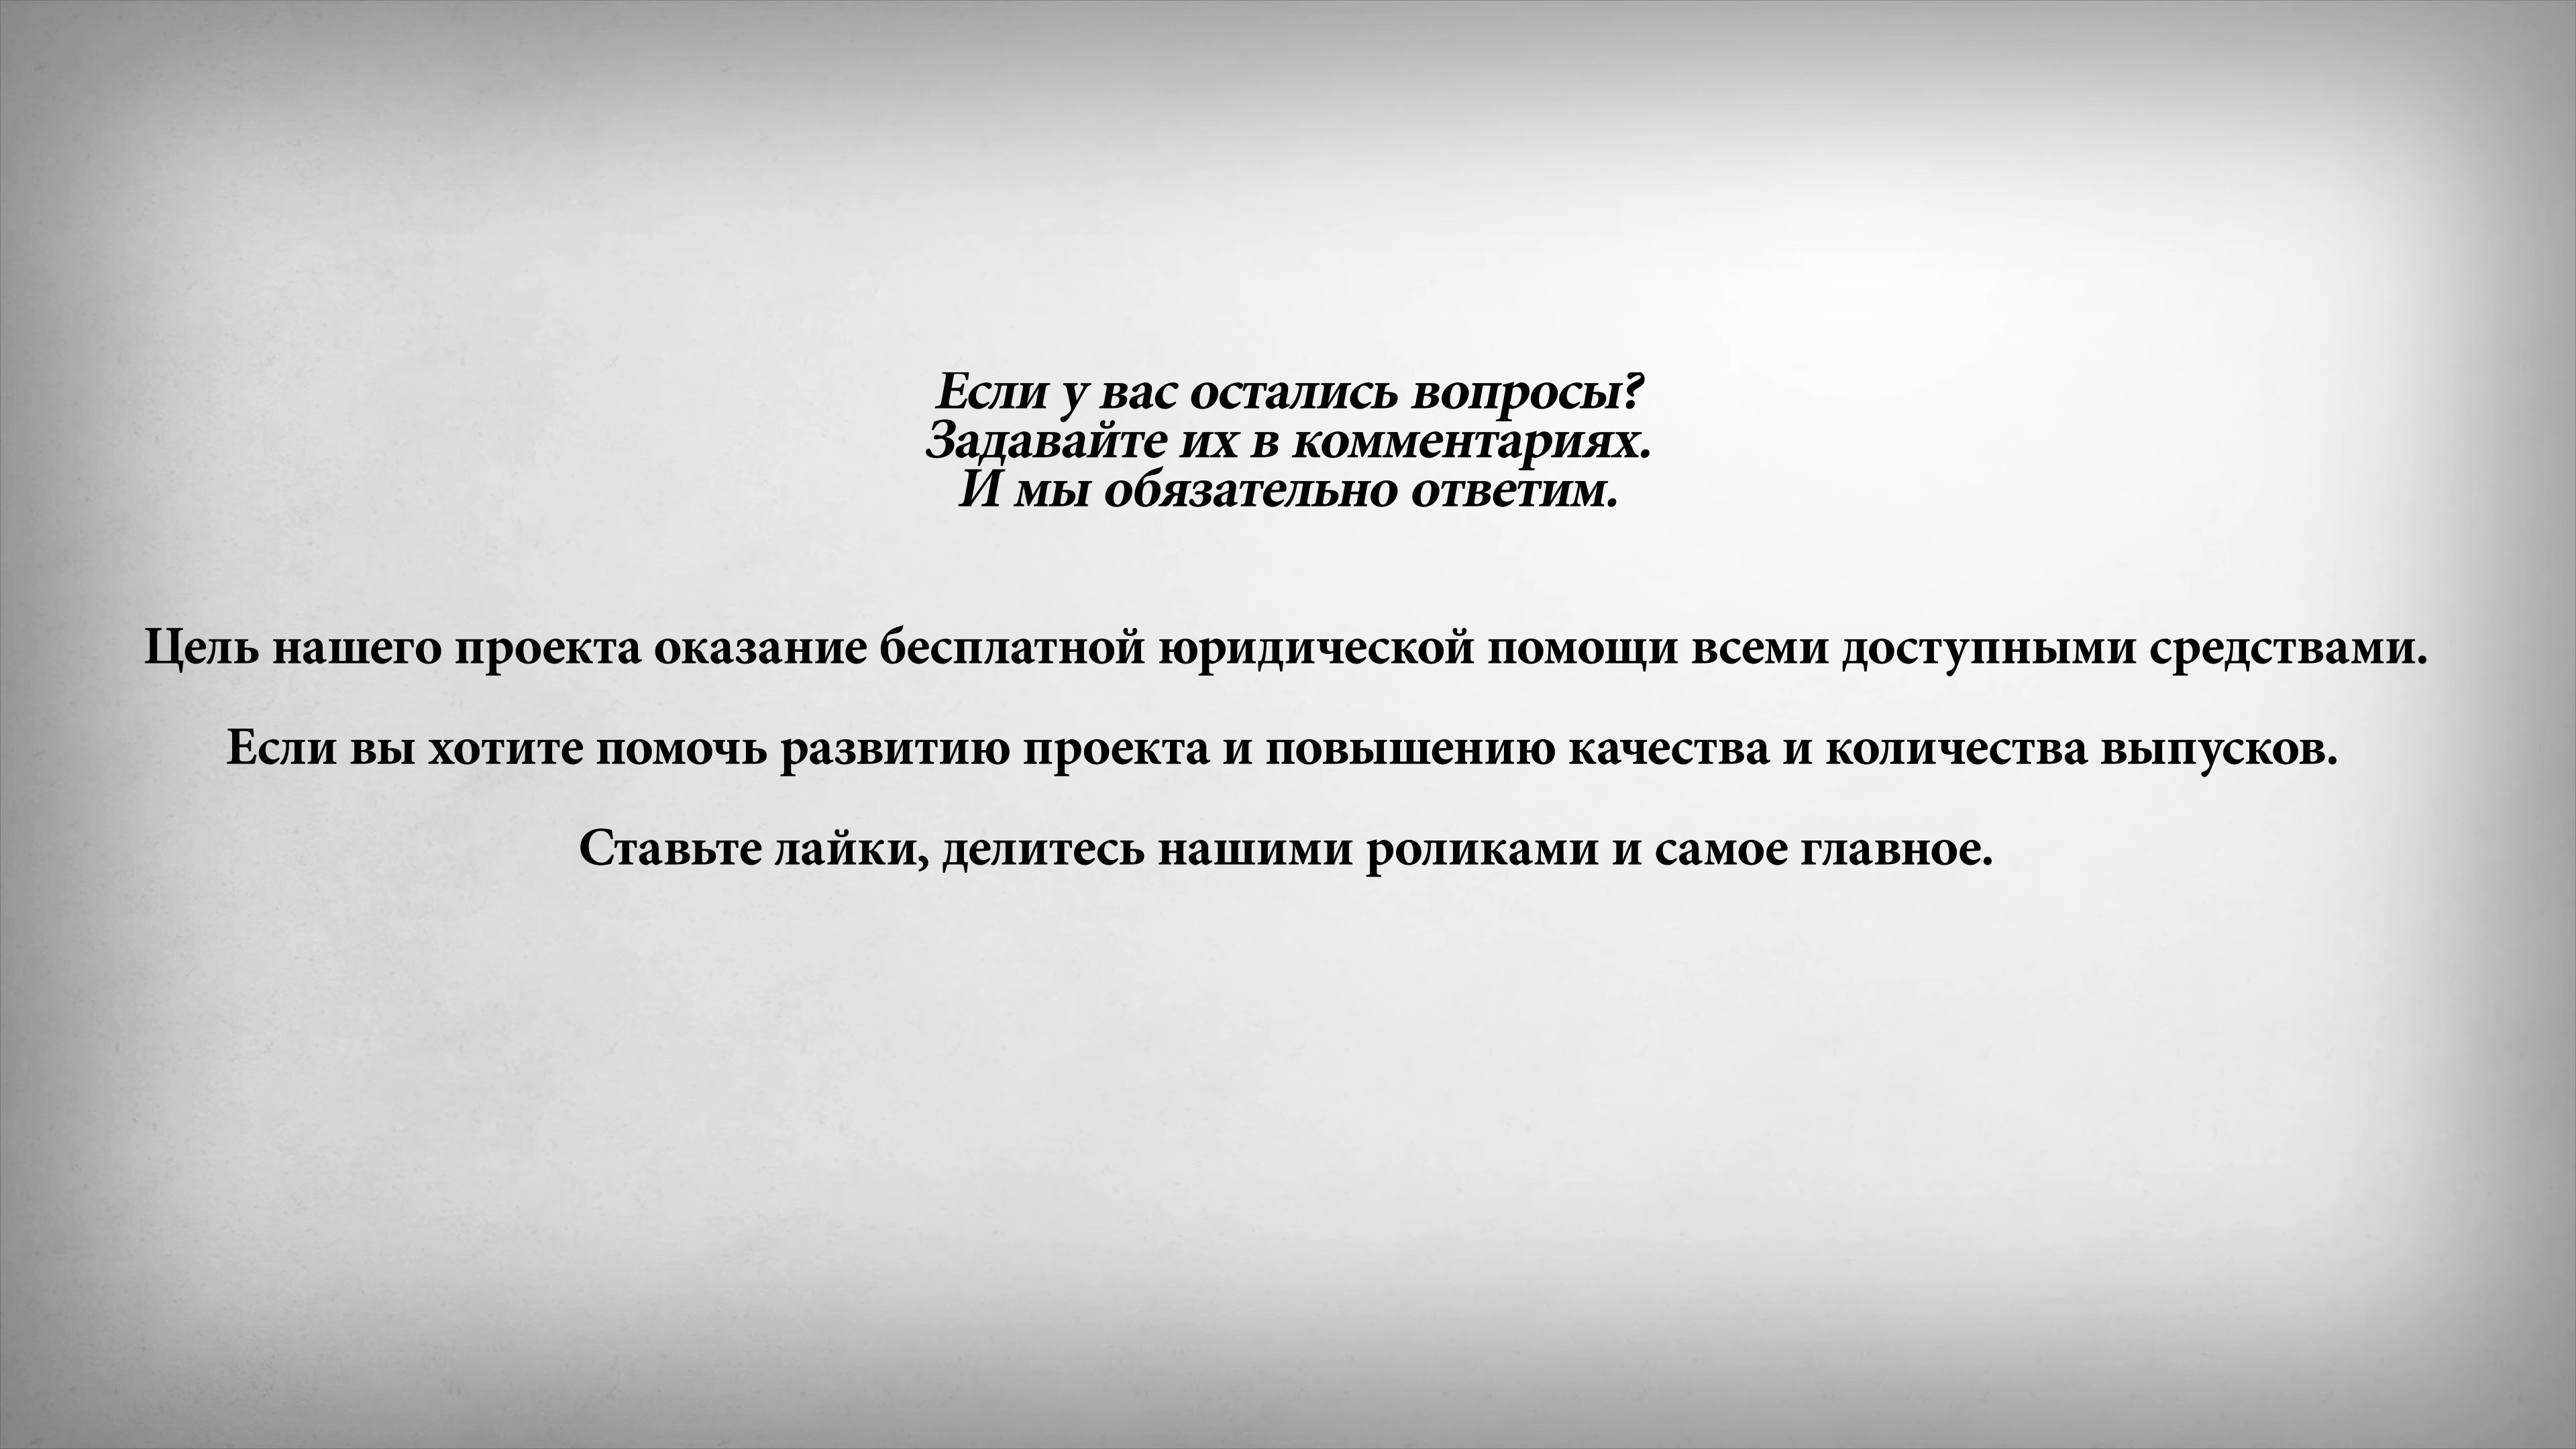 Если у вас остались вопросы?
Задавайте их в комментариях.
И мы обязательно ответим.
Цель нашего проекта оказание бесплатной юридической помощи всеми доступными средствами.
Если вы хотите помочь развитию проекта и повышению качества и количества выпусков.
Ставьте лайки, делитесь нашими роликами и самое главное.